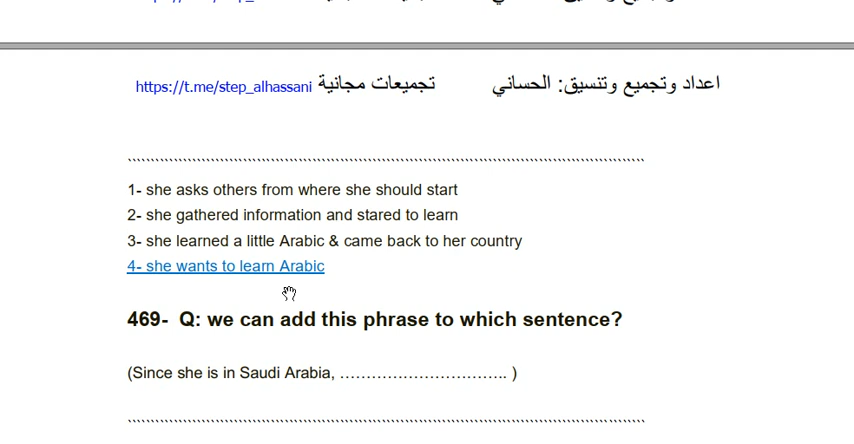 اعداد وتجميع وتنسيق: الحساني تجميعات مجانية https://t.me/step_alhassani
1- she asks others from where she should start
2- she gathered information and stared to learn
3- she learned a little Arabic & came back to her country
4- she wants to learn Arabic
469- Q: we can add this phrase to which sentence?
(Since she is in Saudi Arabia, ………………………….. )